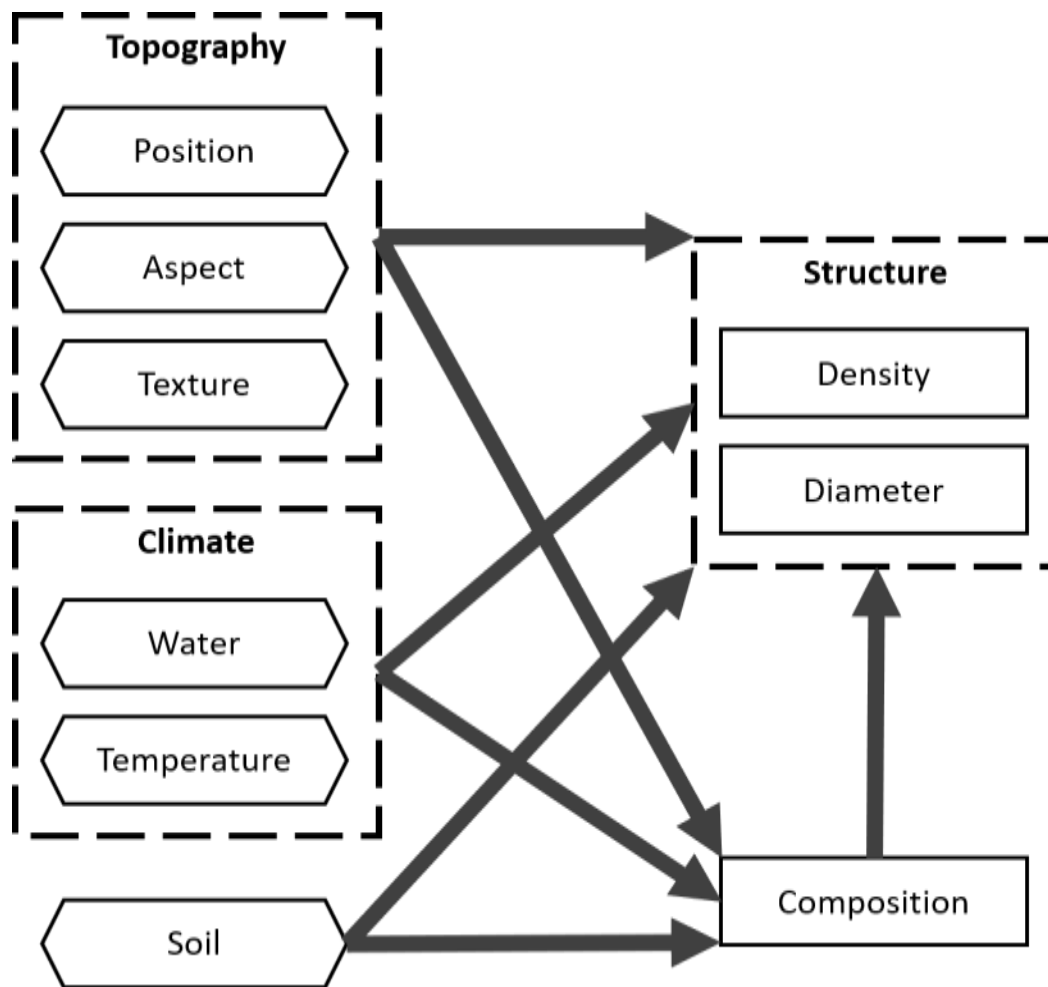 Topography
Position
Aspect
Texture
Climate
Water
Temperature
Soil
Structure
Density
Diameter
Composition